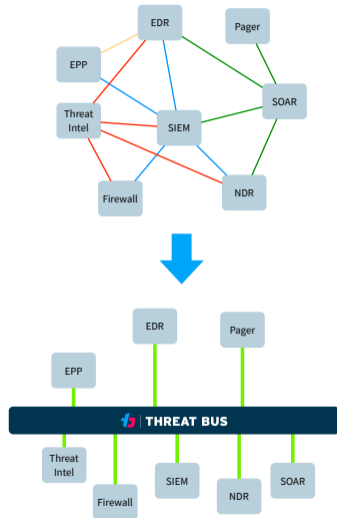 EDR
Pager
EPP
SOAR
Threat
Intel
SIEM
Firewall
NDR
EDR
Pager
EPP
THREAT BUS
Threat
Intel
SIEM
SOAR
Firewall
NDR